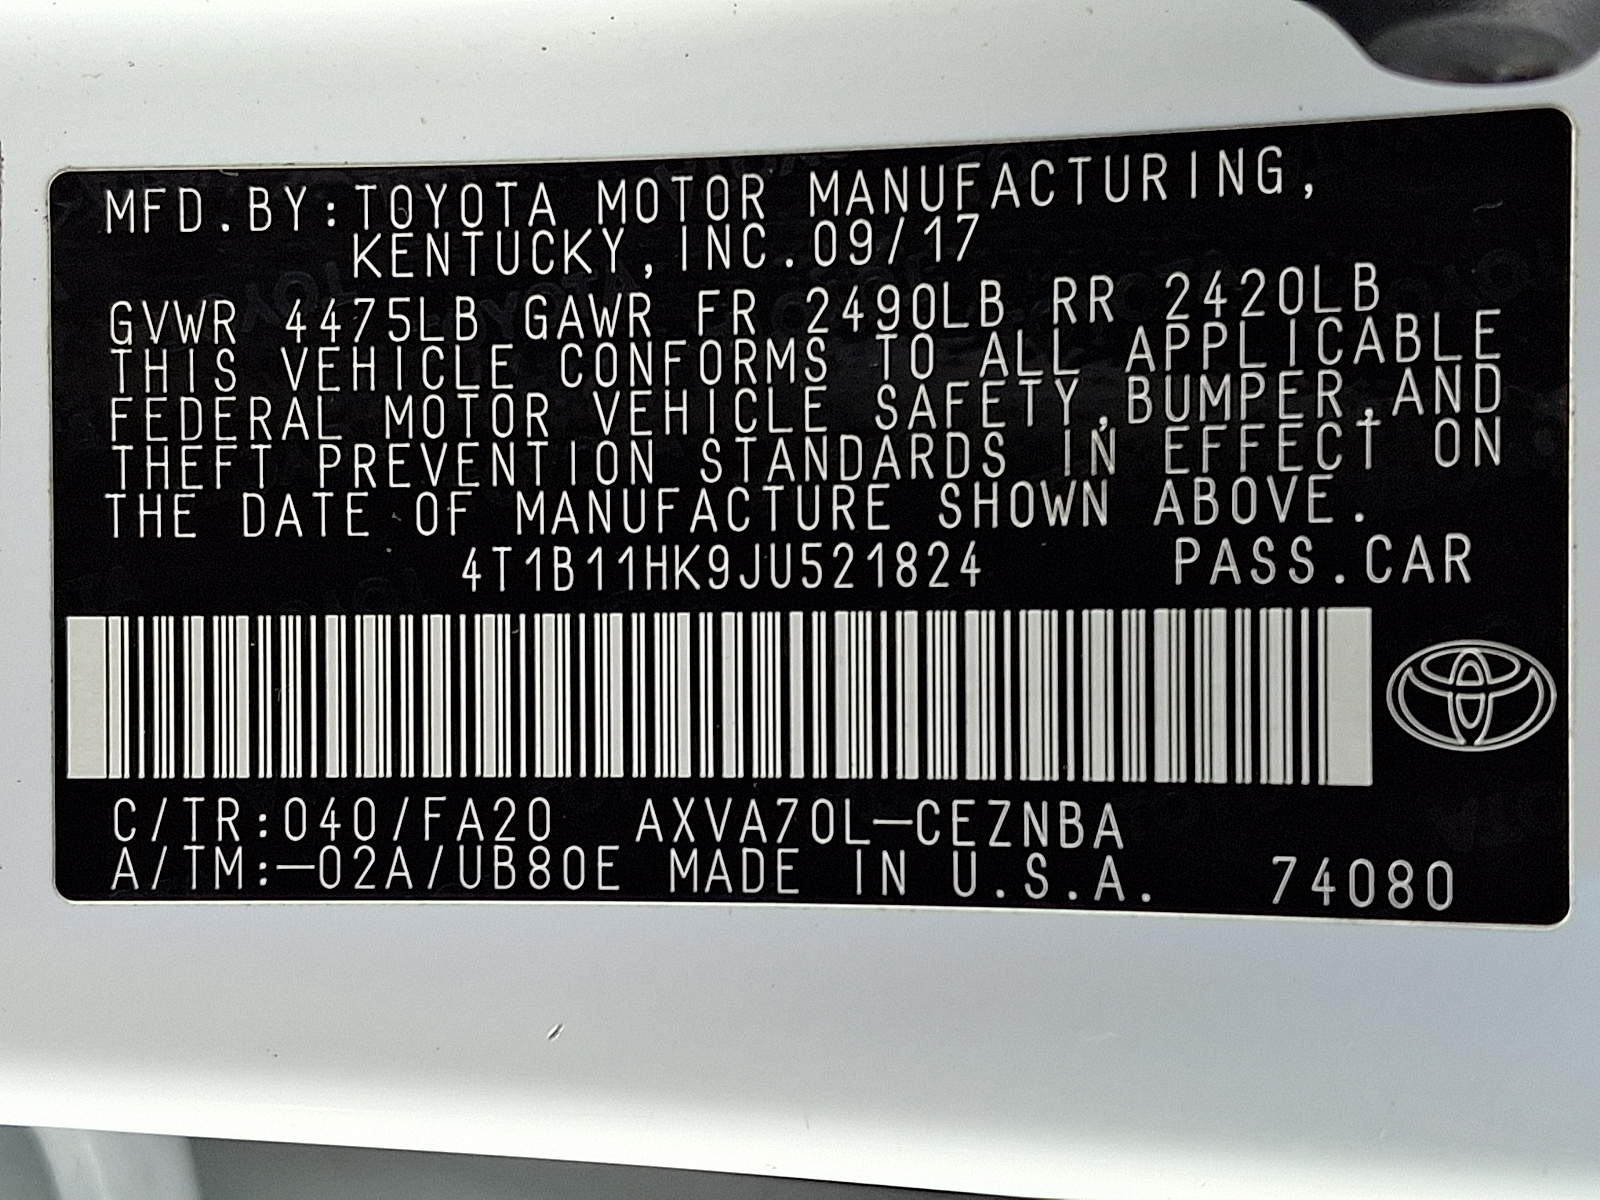 MFD.BY:TOYOTA MOTOR MANUFACTURING,
KENTUCKY,INC.09/17
GVWR 4475LB GAWR FR 2490LB RR 2420LB
THIS VEHICLE CONFORMS TO ALL APPLICABLE
FEDERAL MOTOR VEHICLE SAFETY,BUMPER,AND
THEFT PREVENTION STANDARDS IN EFFECT ON
THE DATE OF MANUFACTURE SHOWN ABOVE.
4T1B11HK9JU521824 PASS.CAR
C/TR:040/FA20 AXVA70L-CEZNBA
A/TM:-02A/UB80E MADE IN U.S.A. 74080